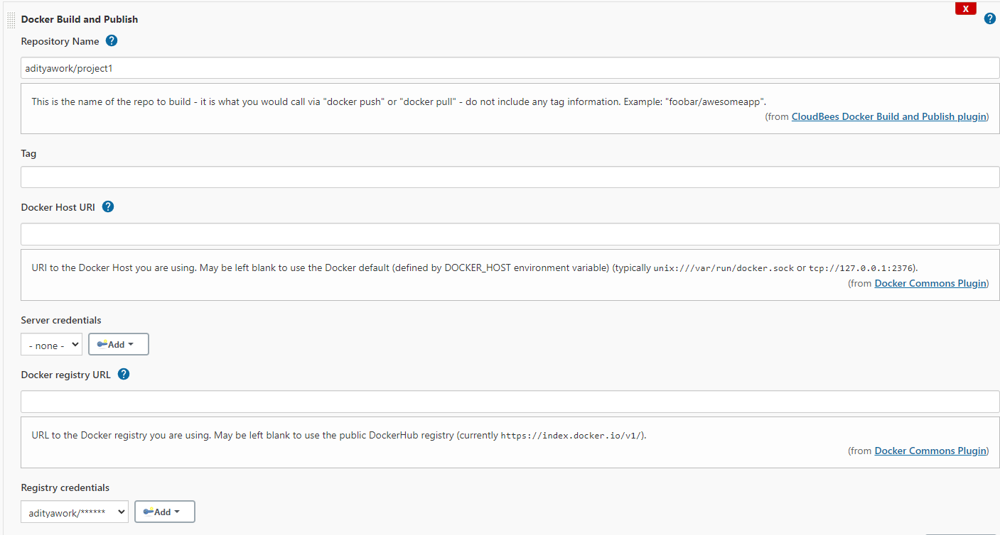 X
Docker Build and Publish
?
Repository Name ?
adityawork/project1
This is the name of the repo to build - it is what you would call via "docker push" or "docker pull" - do not include any tag information. Example: "foobar/awesomeapp".
(from CloudBees Docker Build and Publish plugin)
Tag
Docker Host URI ?
URI to the Docker Host you are using. May be left blank to use the Docker default (defined by DOCKER_HOST environment variable) (typically unix:///var/run/docker.sock or tcp://127.0.0.1:2376).
(from Docker Commons Plugin)
Server credentials
- none - Add
Docker registry URL ?
URL to the Docker registry you are using. May be left blank to use the public DockerHub registry (currently https://index.docker.io/v1/).
(from Docker Commons Plugin)
Registry credentials
adityawork/****** Add